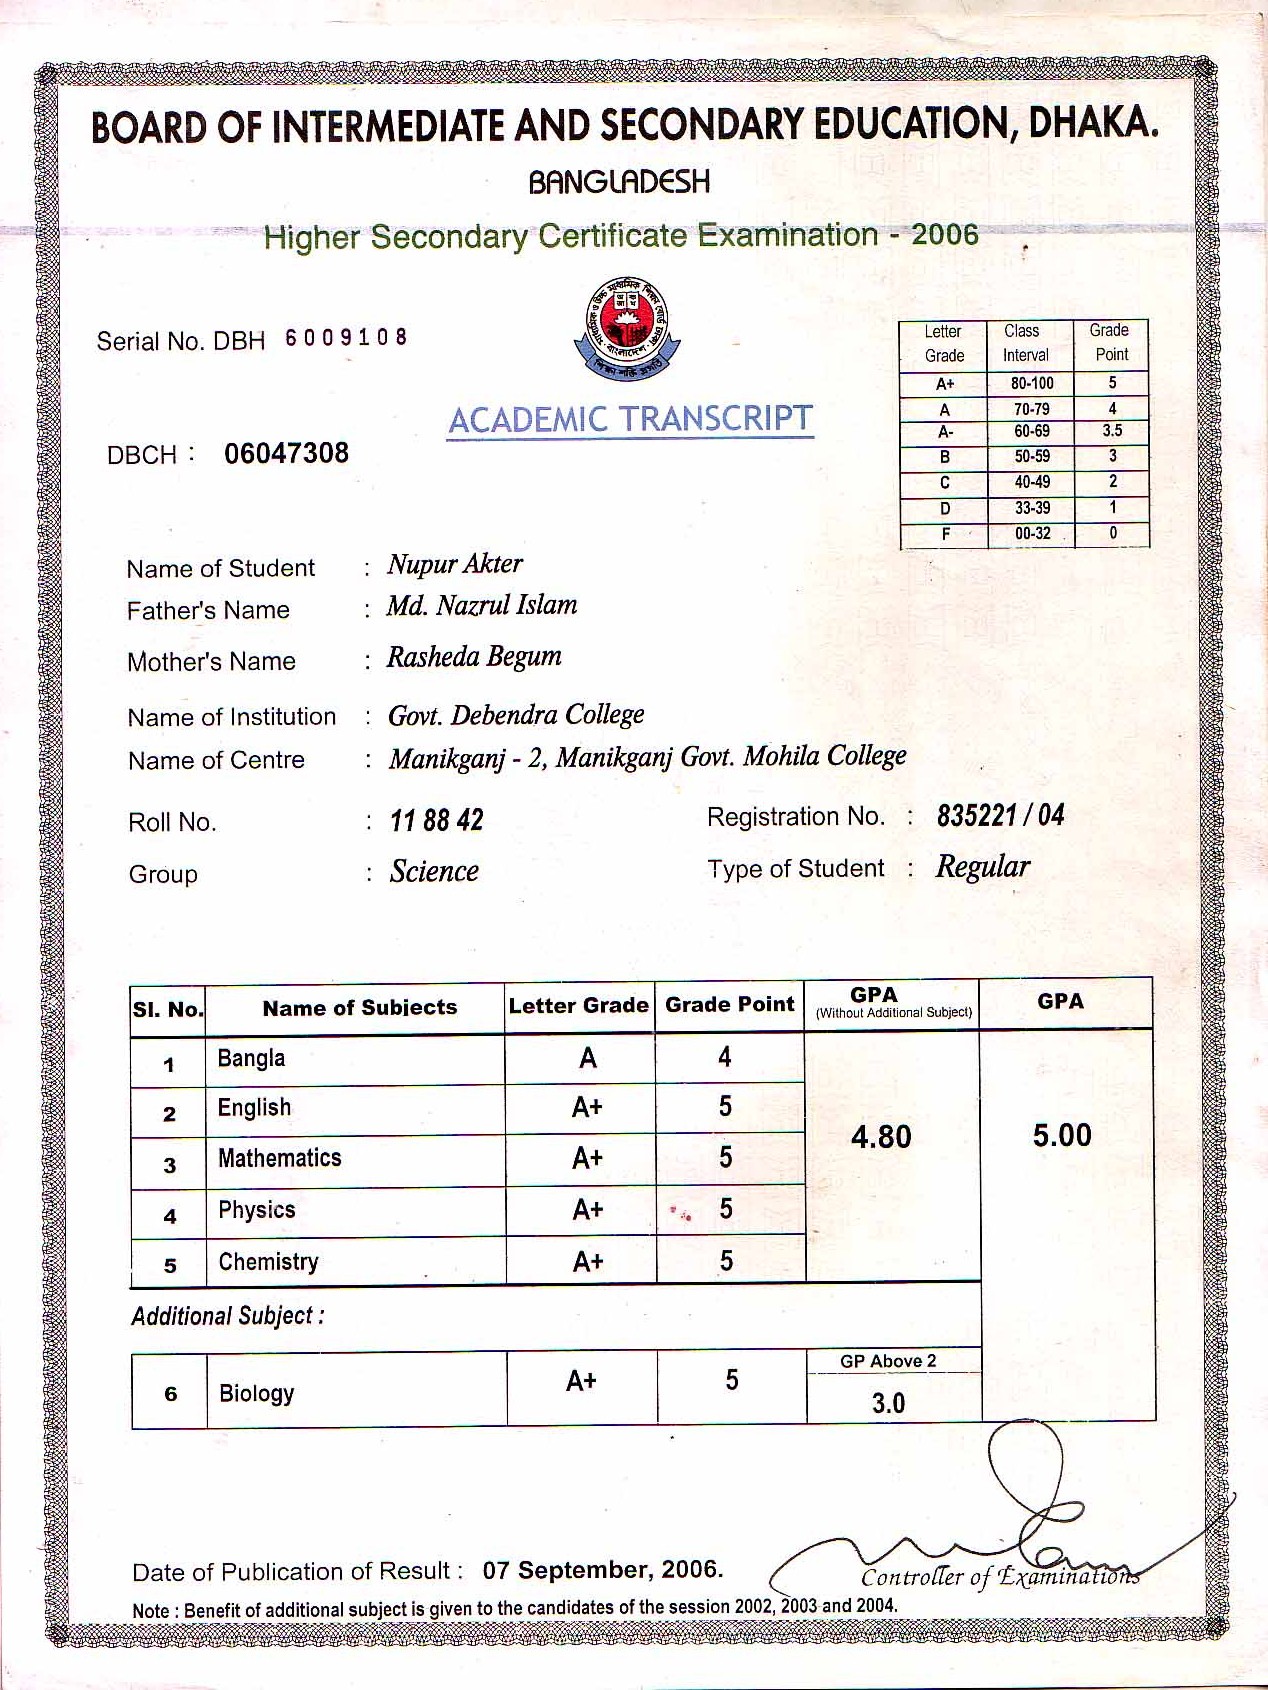 BOARD OF INTERMEDIATE AND SECONDARY EDUCATION, DHAKA.
BANGLADESH
Higher Secondary Certificate Examination - 2006
Serial No. DBH 6009108
ACADEMIC TRANSCRIPT
DBCH : 06047308
Letter Grade Class Interval Grade Point
A+ 80-100 5
A 70-79 4
A- 60-69 3.5
B 50-59 3
C 40-49 2
D 33-39 1
F 00-32 0
Name of Student : Nupur Akter
Father's Name : Md. Nazrul Islam
Mother's Name : Rasheda Begum
Name of Institution : Govt. Debendra College
Name of Centre : Manikganj - 2, Manikganj Govt. Mohila College
Roll No. : 11 88 42 Registration No. : 835221 / 04
Group : Science Type of Student : Regular
Sl. No. Name of Subjects Letter Grade Grade Point GPA (Without Additional Subject) GPA
1 Bangla A 4
2 English A+ 5
4.80 5.00
3 Mathematics A+ 5
4 Physics A+ 5
5 Chemistry A+ 5
Additional Subject :
GP Above 2
6 Biology A+ 5 3.0
Date of Publication of Result : 07 September, 2006.
Controller of Examinations
Note : Benefit of additional subject is given to the candidates of the session 2002, 2003 and 2004.